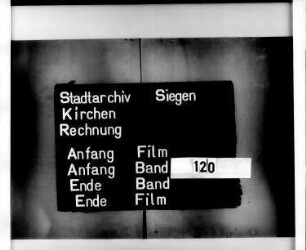 Stadtarchiv Siegen
Kirchen
Rechnung
Anfang Film
Anfang Band 120
Ende Band
Ende Film